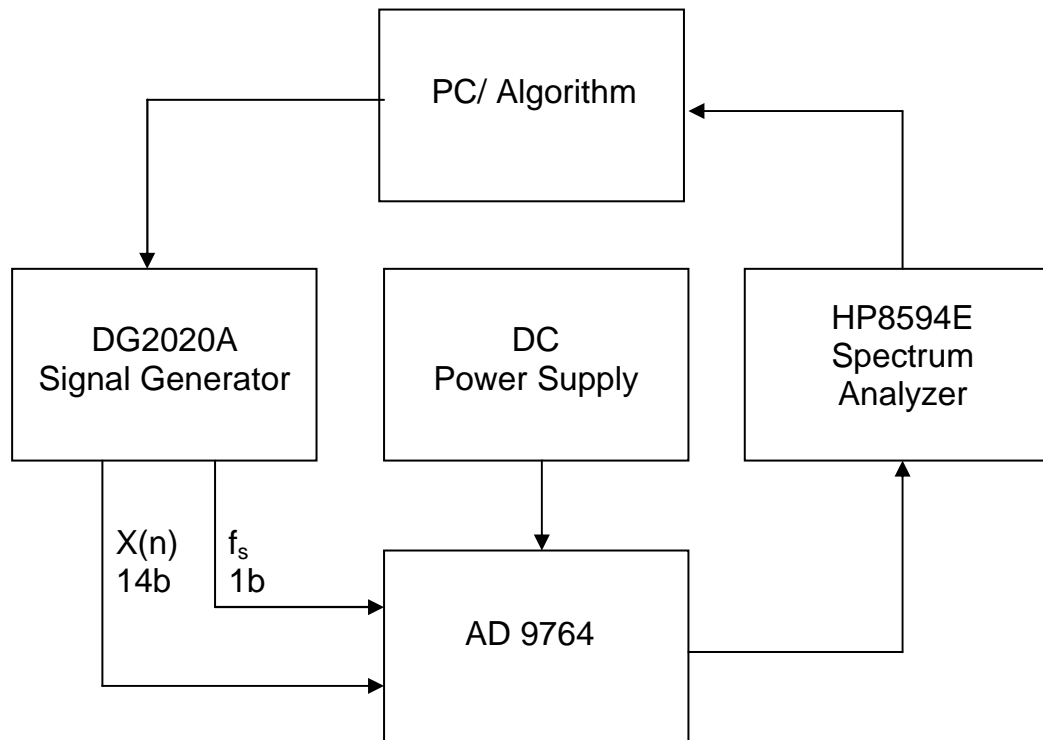 PC/ Algorithm
DG2020A
Signal Generator
DC
Power Supply
HP8594E
Spectrum
Analyzer
X(n)
14b
fₛ
1b
AD 9764